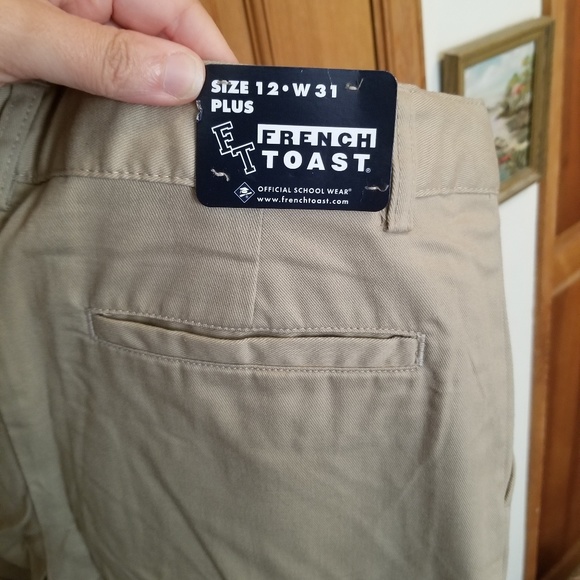 SIZE 12 • W 31
PLUS
FT
FRENCH
TOAST®
OFFICIAL SCHOOL WEAR®
www.frenchtoast.com